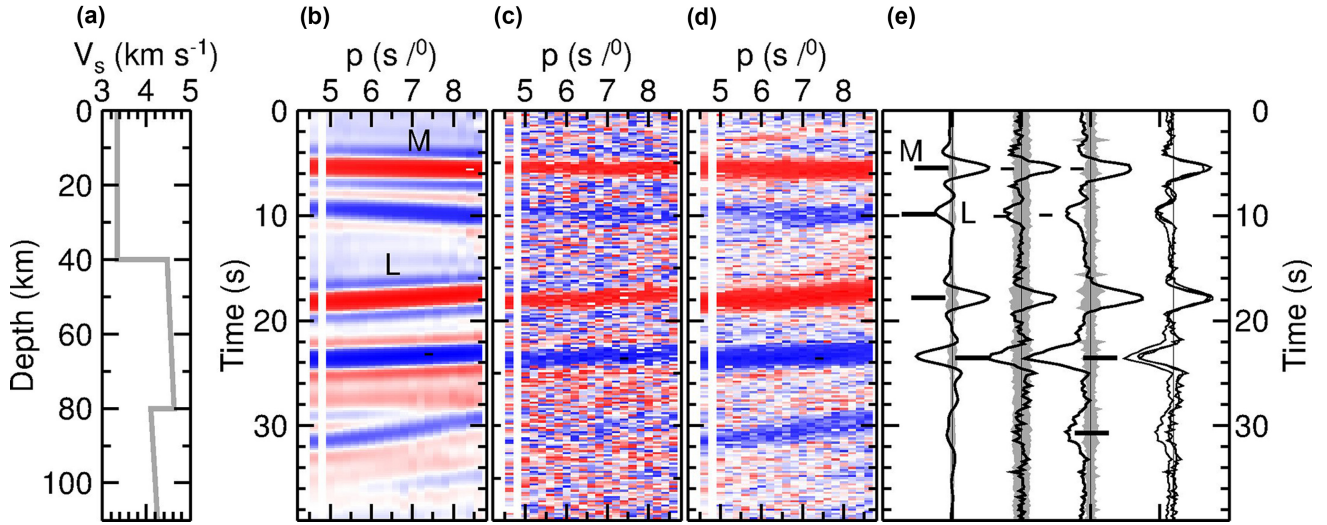 (a) (b) (c) (d) (e)
Vs (km s-1) p (s /0) p (s /0) p (s /0)
3 4 5 5 6 7 8 5 6 7 8 5 6 7 8
0 0 0
M M
20
10 L 10
40 L
Depth (km) Time (s) Time (s)
60 20 20
80
30 30
100